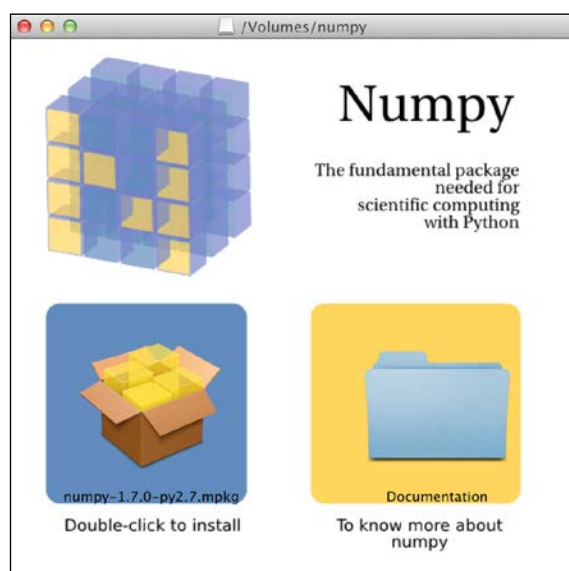 /Volumes/numpy
Numpy
The fundamental package
needed for
scientific computing
with Python
numpy-1.7.0-py2.7.mpkg
Double-click to install
Documentation
To know more about
numpy